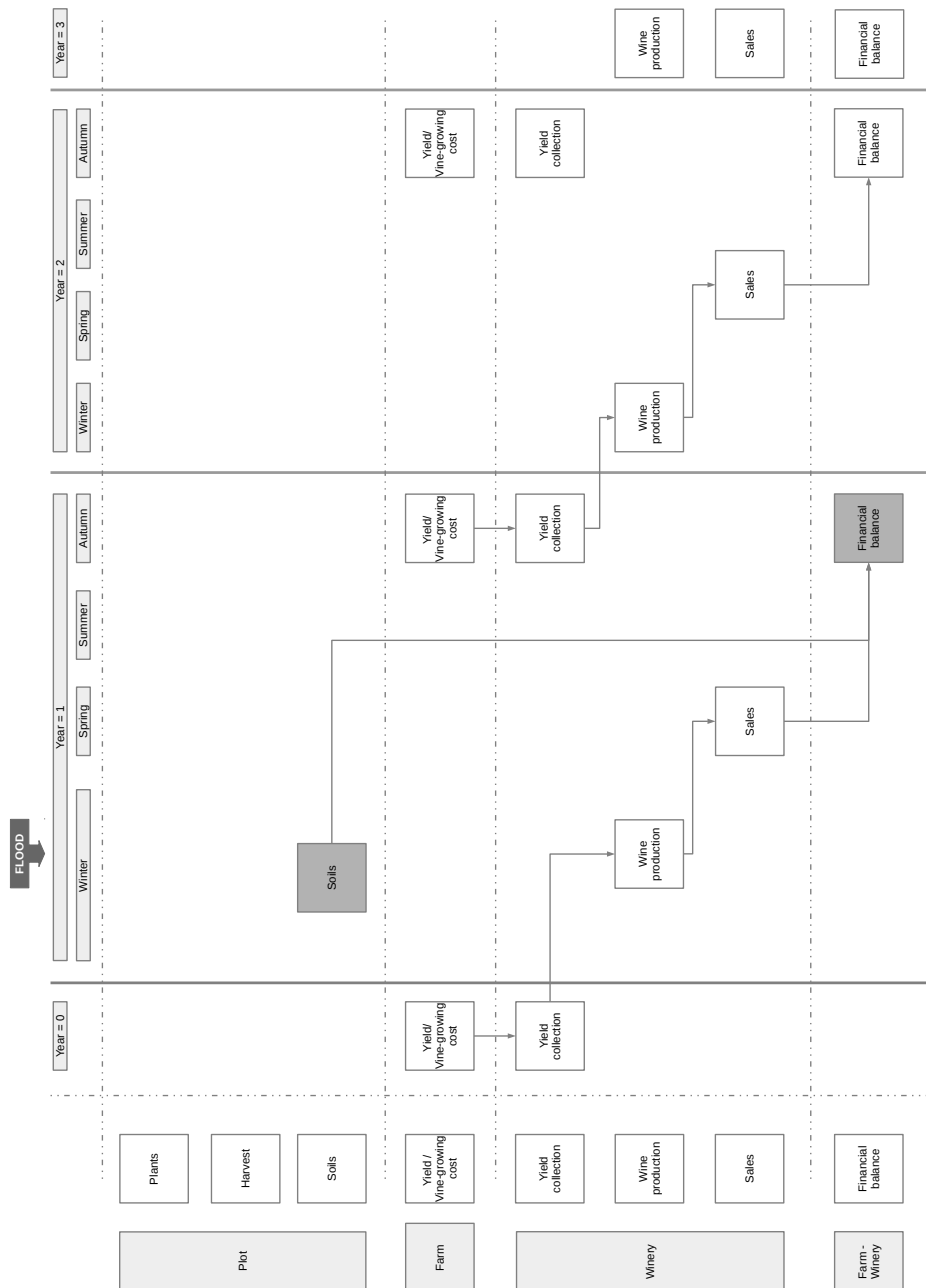 FLOOD
Year = 0
Year = 1
Year = 2
Year = 3
Winter
Spring
Summer
Autumn
Winter
Spring
Summer
Autumn
Plot
Plants
Harvest
Soils
Soils
Farm
Yield /
Vine-growing
cost
Yield/
Vine-growing
cost
Yield/
Vine-growing
cost
Yield/
Vine-growing
cost
Winery
Yield
collection
Yield
collection
Yield
collection
Yield
collection
Wine
production
Wine
production
Wine
production
Wine
production
Sales
Sales
Sales
Sales
Farm -
Winery
Financial
balance
Financial
balance
Financial
balance
Financial
balance